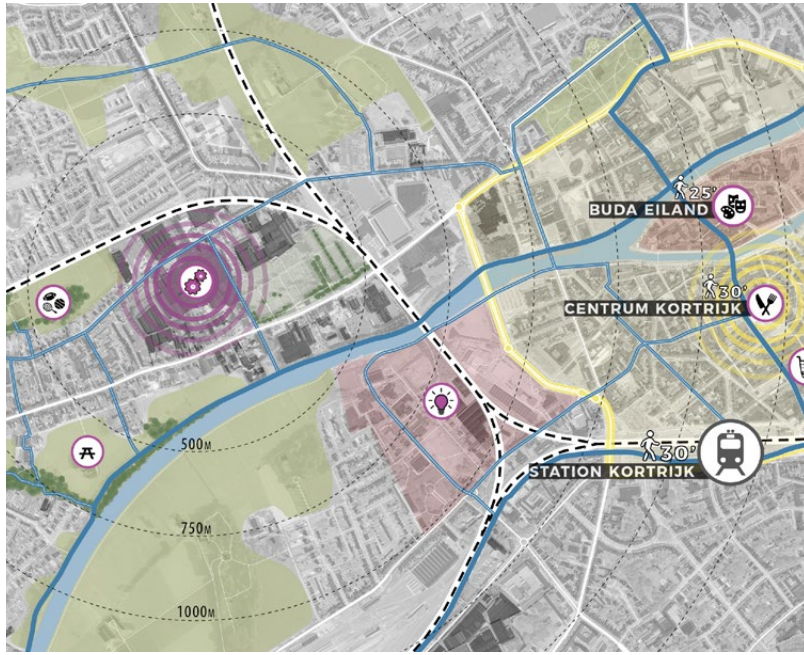 25'
BUDA EILAND
30'
CENTRUM KORTRIJK
30'
STATION KORTRIJK
500M
750M
1000M